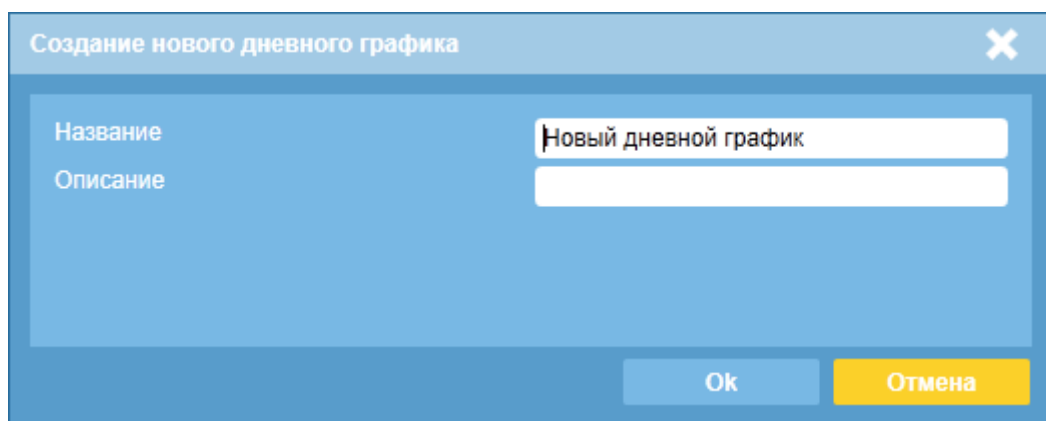 Создание нового дневного графика
Название
Новый дневной график
Описание
Ok
Отмена